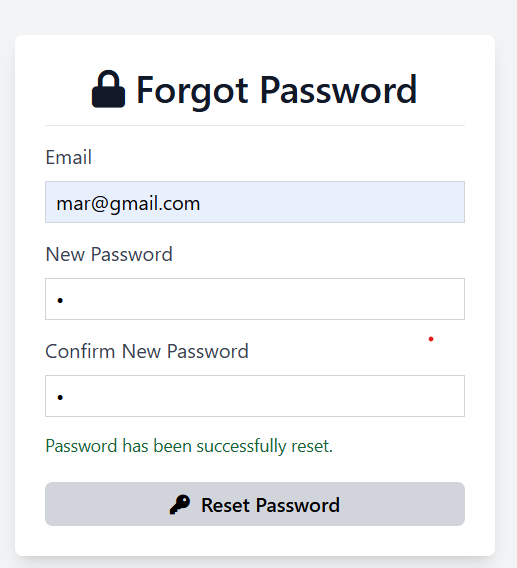 Forgot Password
Email
mar@gmail.com
New Password
•
Confirm New Password
•
Password has been successfully reset.
Reset Password